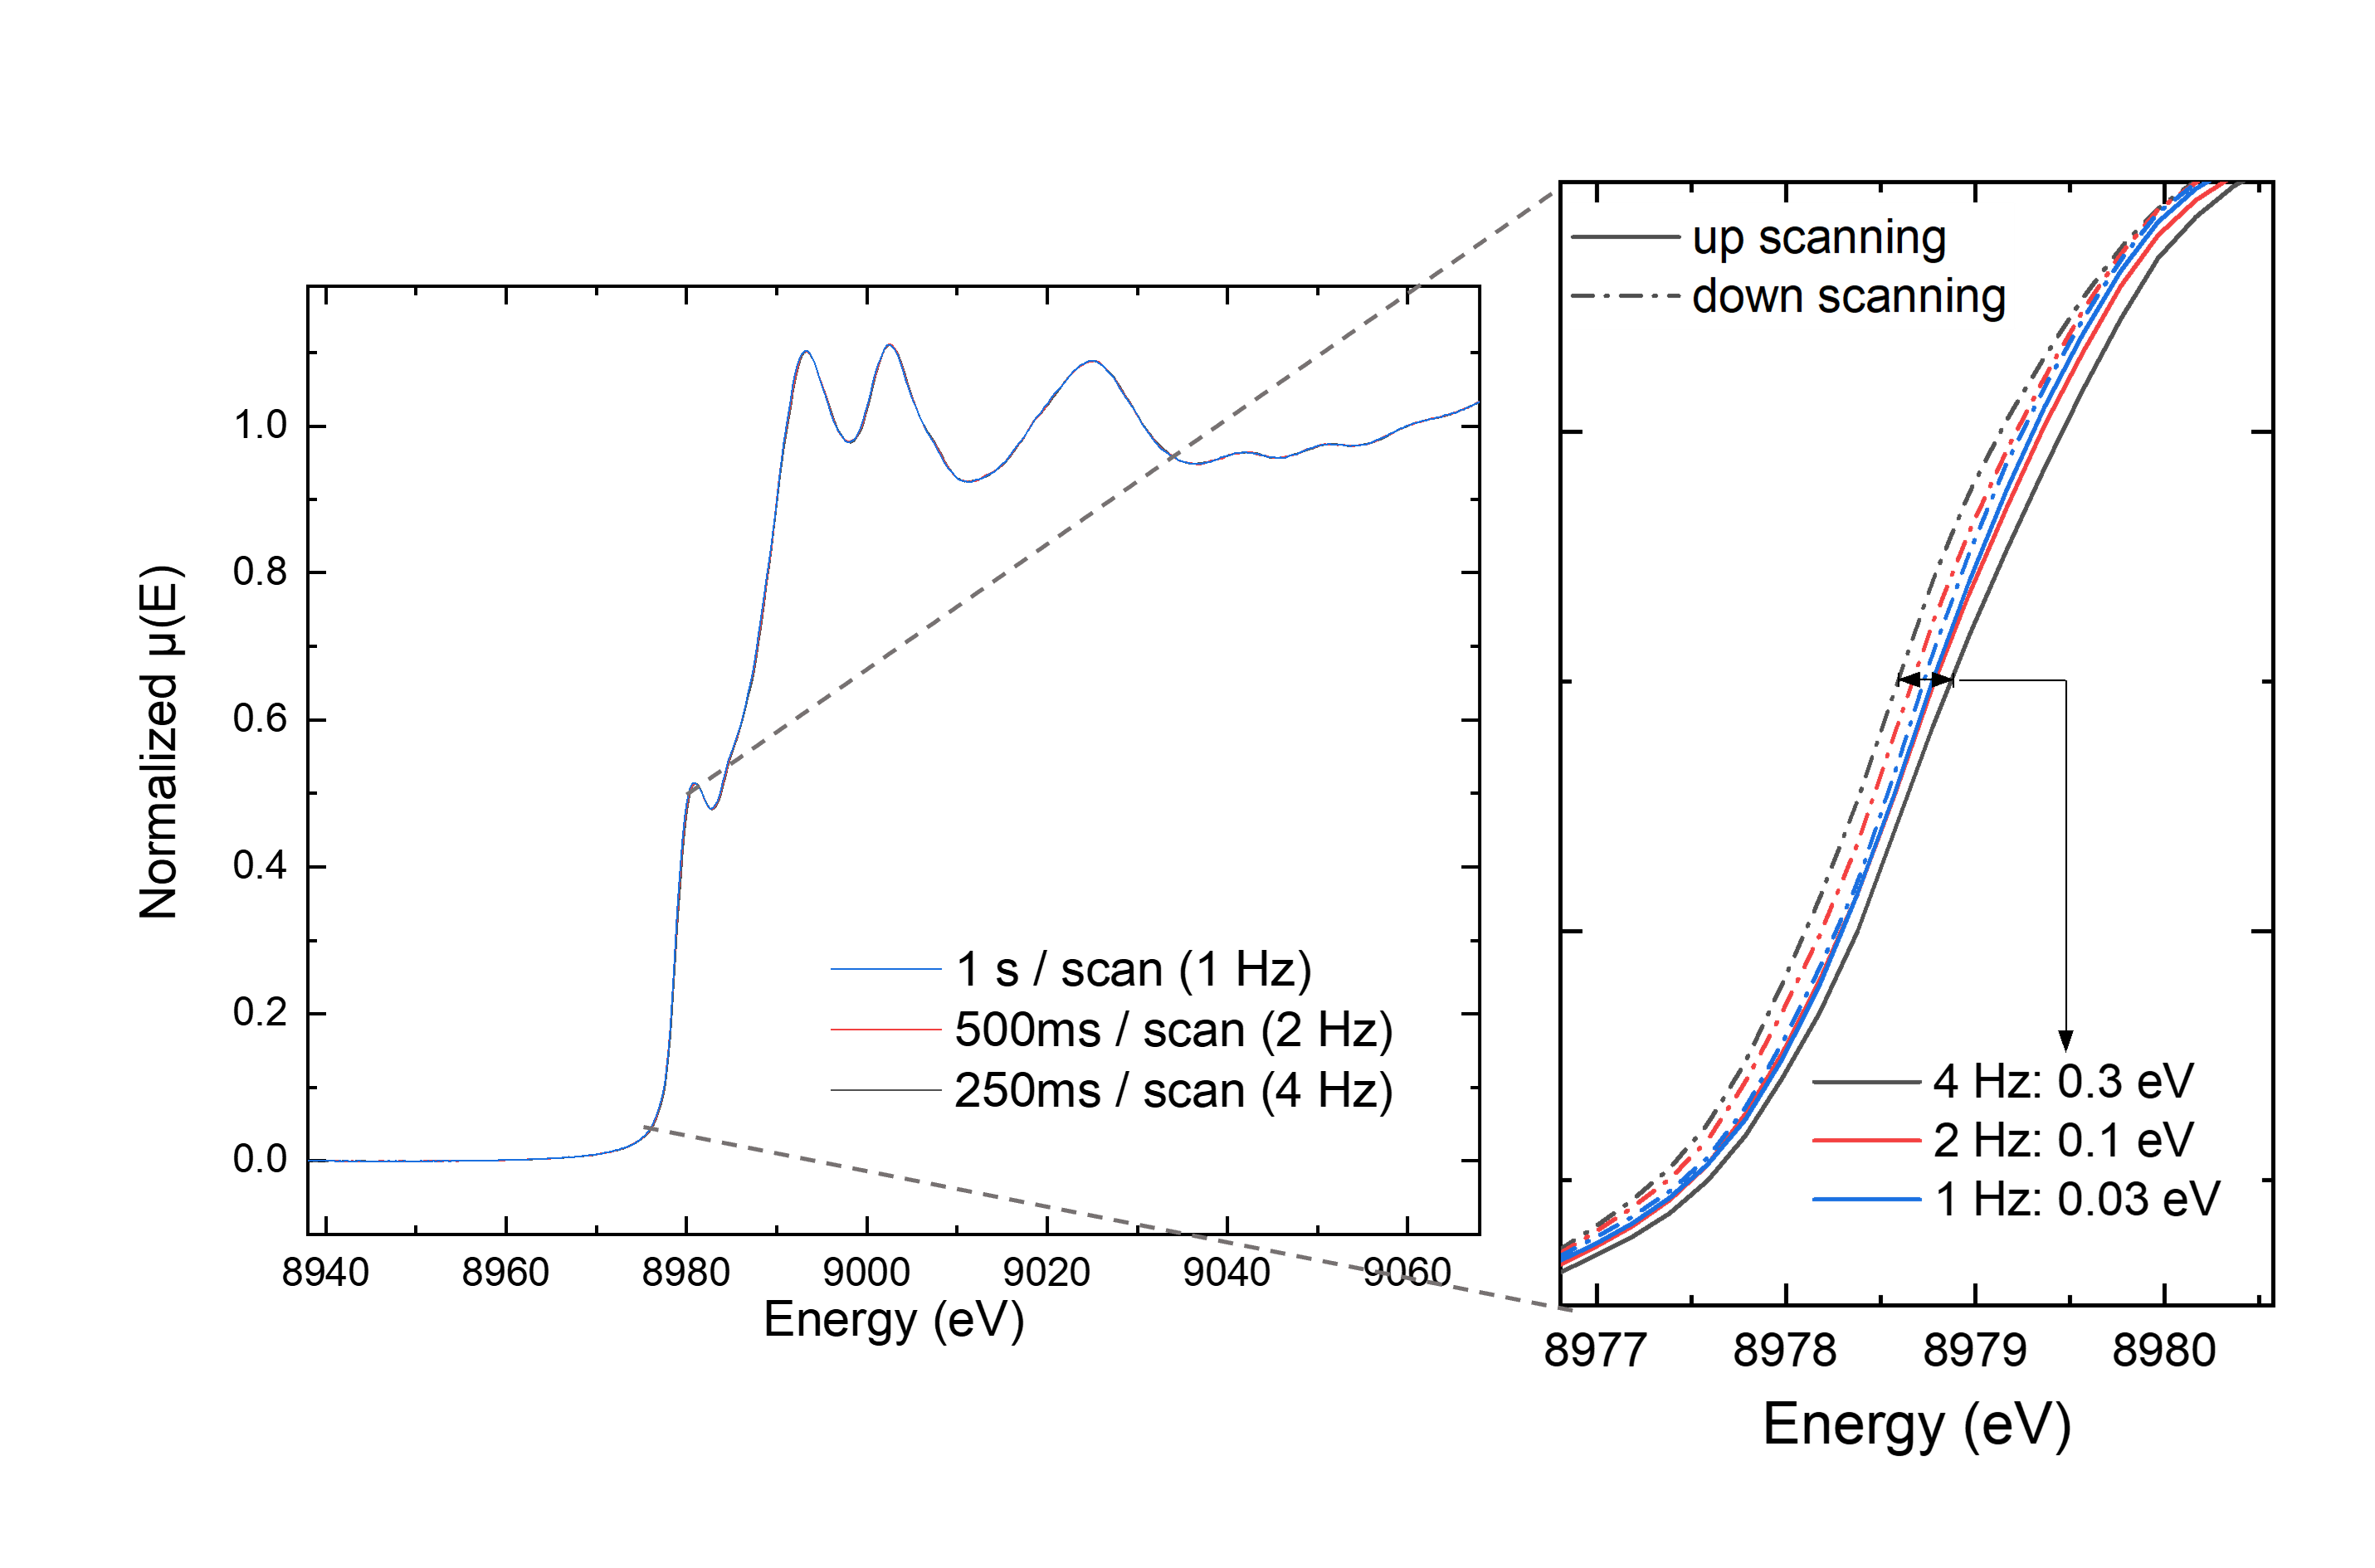 Normalized μ(E)
1.0
0.8
0.6
0.4
0.2
0.0
1 s / scan (1 Hz)
500ms / scan (2 Hz)
250ms / scan (4 Hz)
8940 8960 8980 9000 9020 9040 9060
Energy (eV)
up scanning
down scanning
4 Hz: 0.3 eV
2 Hz: 0.1 eV
1 Hz: 0.03 eV
8977 8978 8979 8980
Energy (eV)